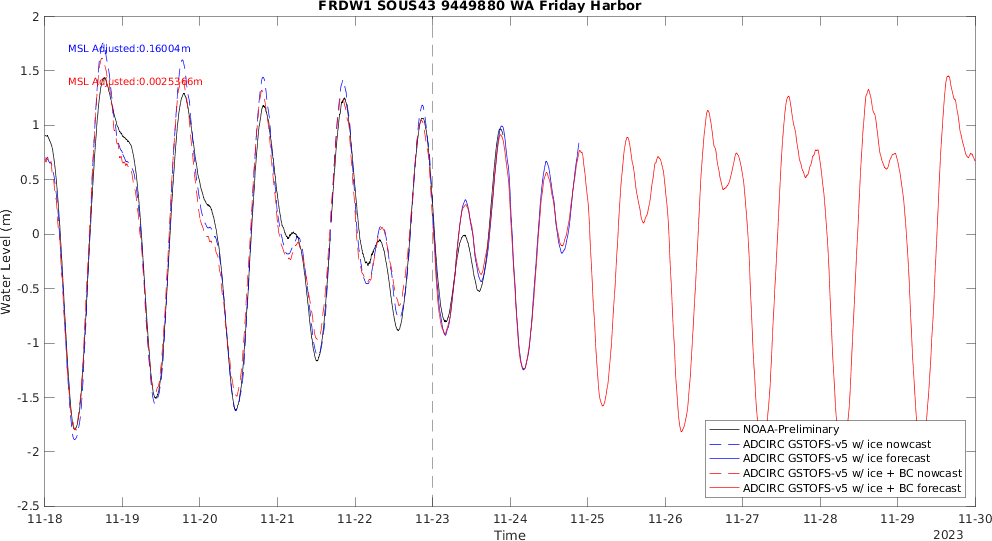 FRDW1 SOUS43 9449880 WA Friday Harbor
2
1.5
1
0.5
0
-0.5
-1
-1.5
-2
-2.5
Water Level (m)
MSL Adjusted:0.16004m
MSL Adjusted:0.0025366m
NOAA-Preliminary
ADCIRC GSTOFS-v5 w/ ice nowcast
ADCIRC GSTOFS-v5 w/ ice forecast
ADCIRC GSTOFS-v5 w/ ice + BC nowcast
ADCIRC GSTOFS-v5 w/ ice + BC forecast
11-18 11-19 11-20 11-21 11-22 11-23 11-24 11-25 11-26 11-27 11-28 11-29 11-30
Time
2023